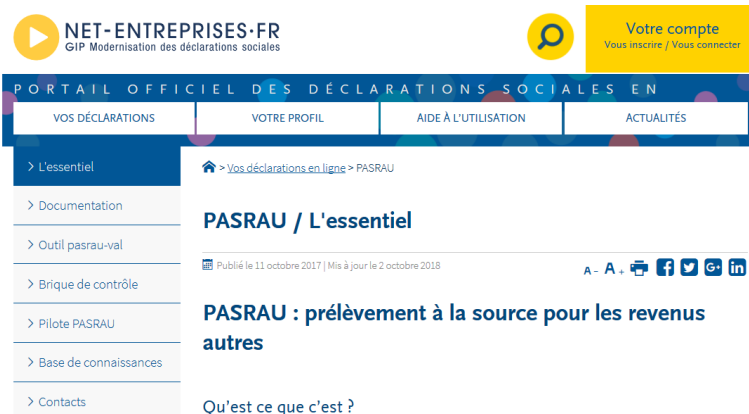 NET-ENTREPRISES·FR
GIP Modernisation des déclarations sociales
Votre compte
Vous inscrire / Vous connecter
PORTAIL OFFICIEL DES DÉCLARATIONS SOCIALES EN
VOS DÉCLARATIONS
VOTRE PROFIL
AIDE À L'UTILISATION
ACTUALITÉS
> L'essentiel
> Documentation
> Outil pasrau-val
> Brique de contrôle
> Pilote PASRAU
> Base de connaissances
> Contacts
> Vos déclarations en ligne > PASRAU
PASRAU / L'essentiel
Publié le 11 octobre 2017 | Mis à jour le 2 octobre 2018
A - A +
PASRAU : prélèvement à la source pour les revenus
autres
Qu'est ce que c'est ?